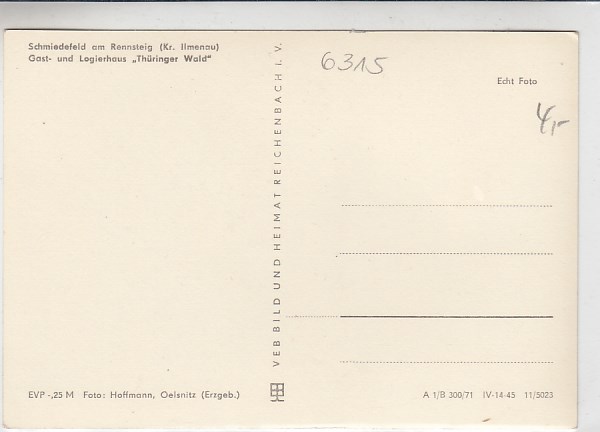 Schmiedefeld am Rennsteig (Kr. Ilmenau)
Gast- und Logierhaus „Thüringer Wald“
6315
Echt Foto
4,-
VEB BILD UND HEIMAT REICHENBACH I. V.
EVP -,25 M Foto: Hoffmann, Oelsnitz (Erzgeb.)
A 1/B 300/71 IV-14-45 11/5023